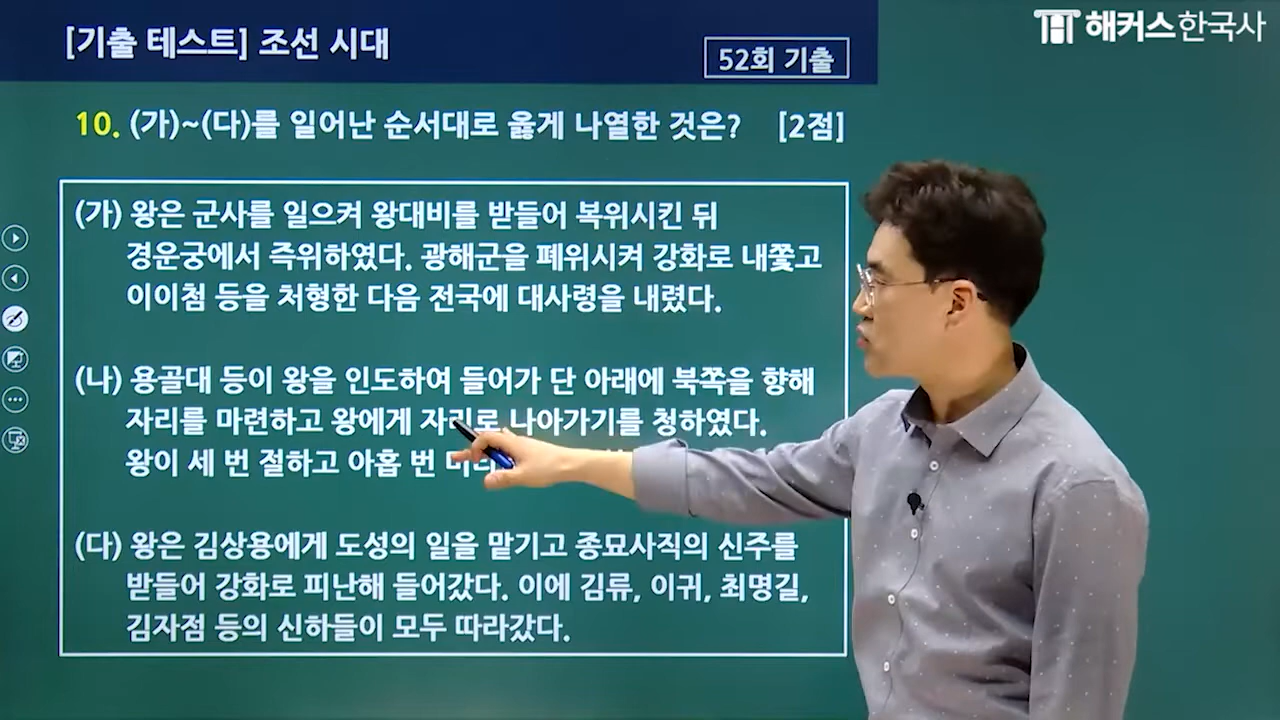 [기출 테스트] 조선 시대
52회 기출
해커스한국사
10. (가)~(다)를 일어난 순서대로 옳게 나열한 것은? [2점]
(가) 왕은 군사를 일으켜 왕대비를 받들어 복위시킨 뒤
경운궁에서 즉위하였다. 광해군을 폐위시켜 강화로 내쫓고
이이첨 등을 처형한 다음 전국에 대사령을 내렸다.
(나) 용골대 등이 왕을 인도하여 들어가 단 아래에 북쪽을 향해
자리를 마련하고 왕에게 자리로 나아가기를 청하였다.
왕이 세 번 절하고 아홉 번
(다) 왕은 김상용에게 도성의 일을 맡기고 종묘사직의 신주를
받들어 강화로 피난해 들어갔다. 이에 김류, 이귀, 최명길,
김자점 등의 신하들이 모두 따라갔다.